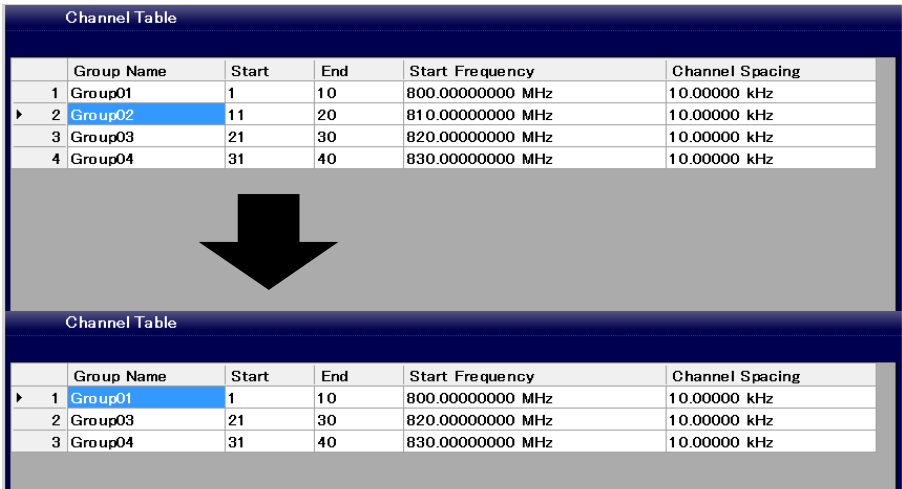 Channel Table
Group Name Start End Start Frequency Channel Spacing
1 Group01 1 10 800.00000000 MHz 10.00000 kHz
2 Group02 11 20 810.00000000 MHz 10.00000 kHz
3 Group03 21 30 820.00000000 MHz 10.00000 kHz
4 Group04 31 40 830.00000000 MHz 10.00000 kHz
Channel Table
Group Name Start End Start Frequency Channel Spacing
1 Group01 1 10 800.00000000 MHz 10.00000 kHz
2 Group03 21 30 820.00000000 MHz 10.00000 kHz
3 Group04 31 40 830.00000000 MHz 10.00000 kHz